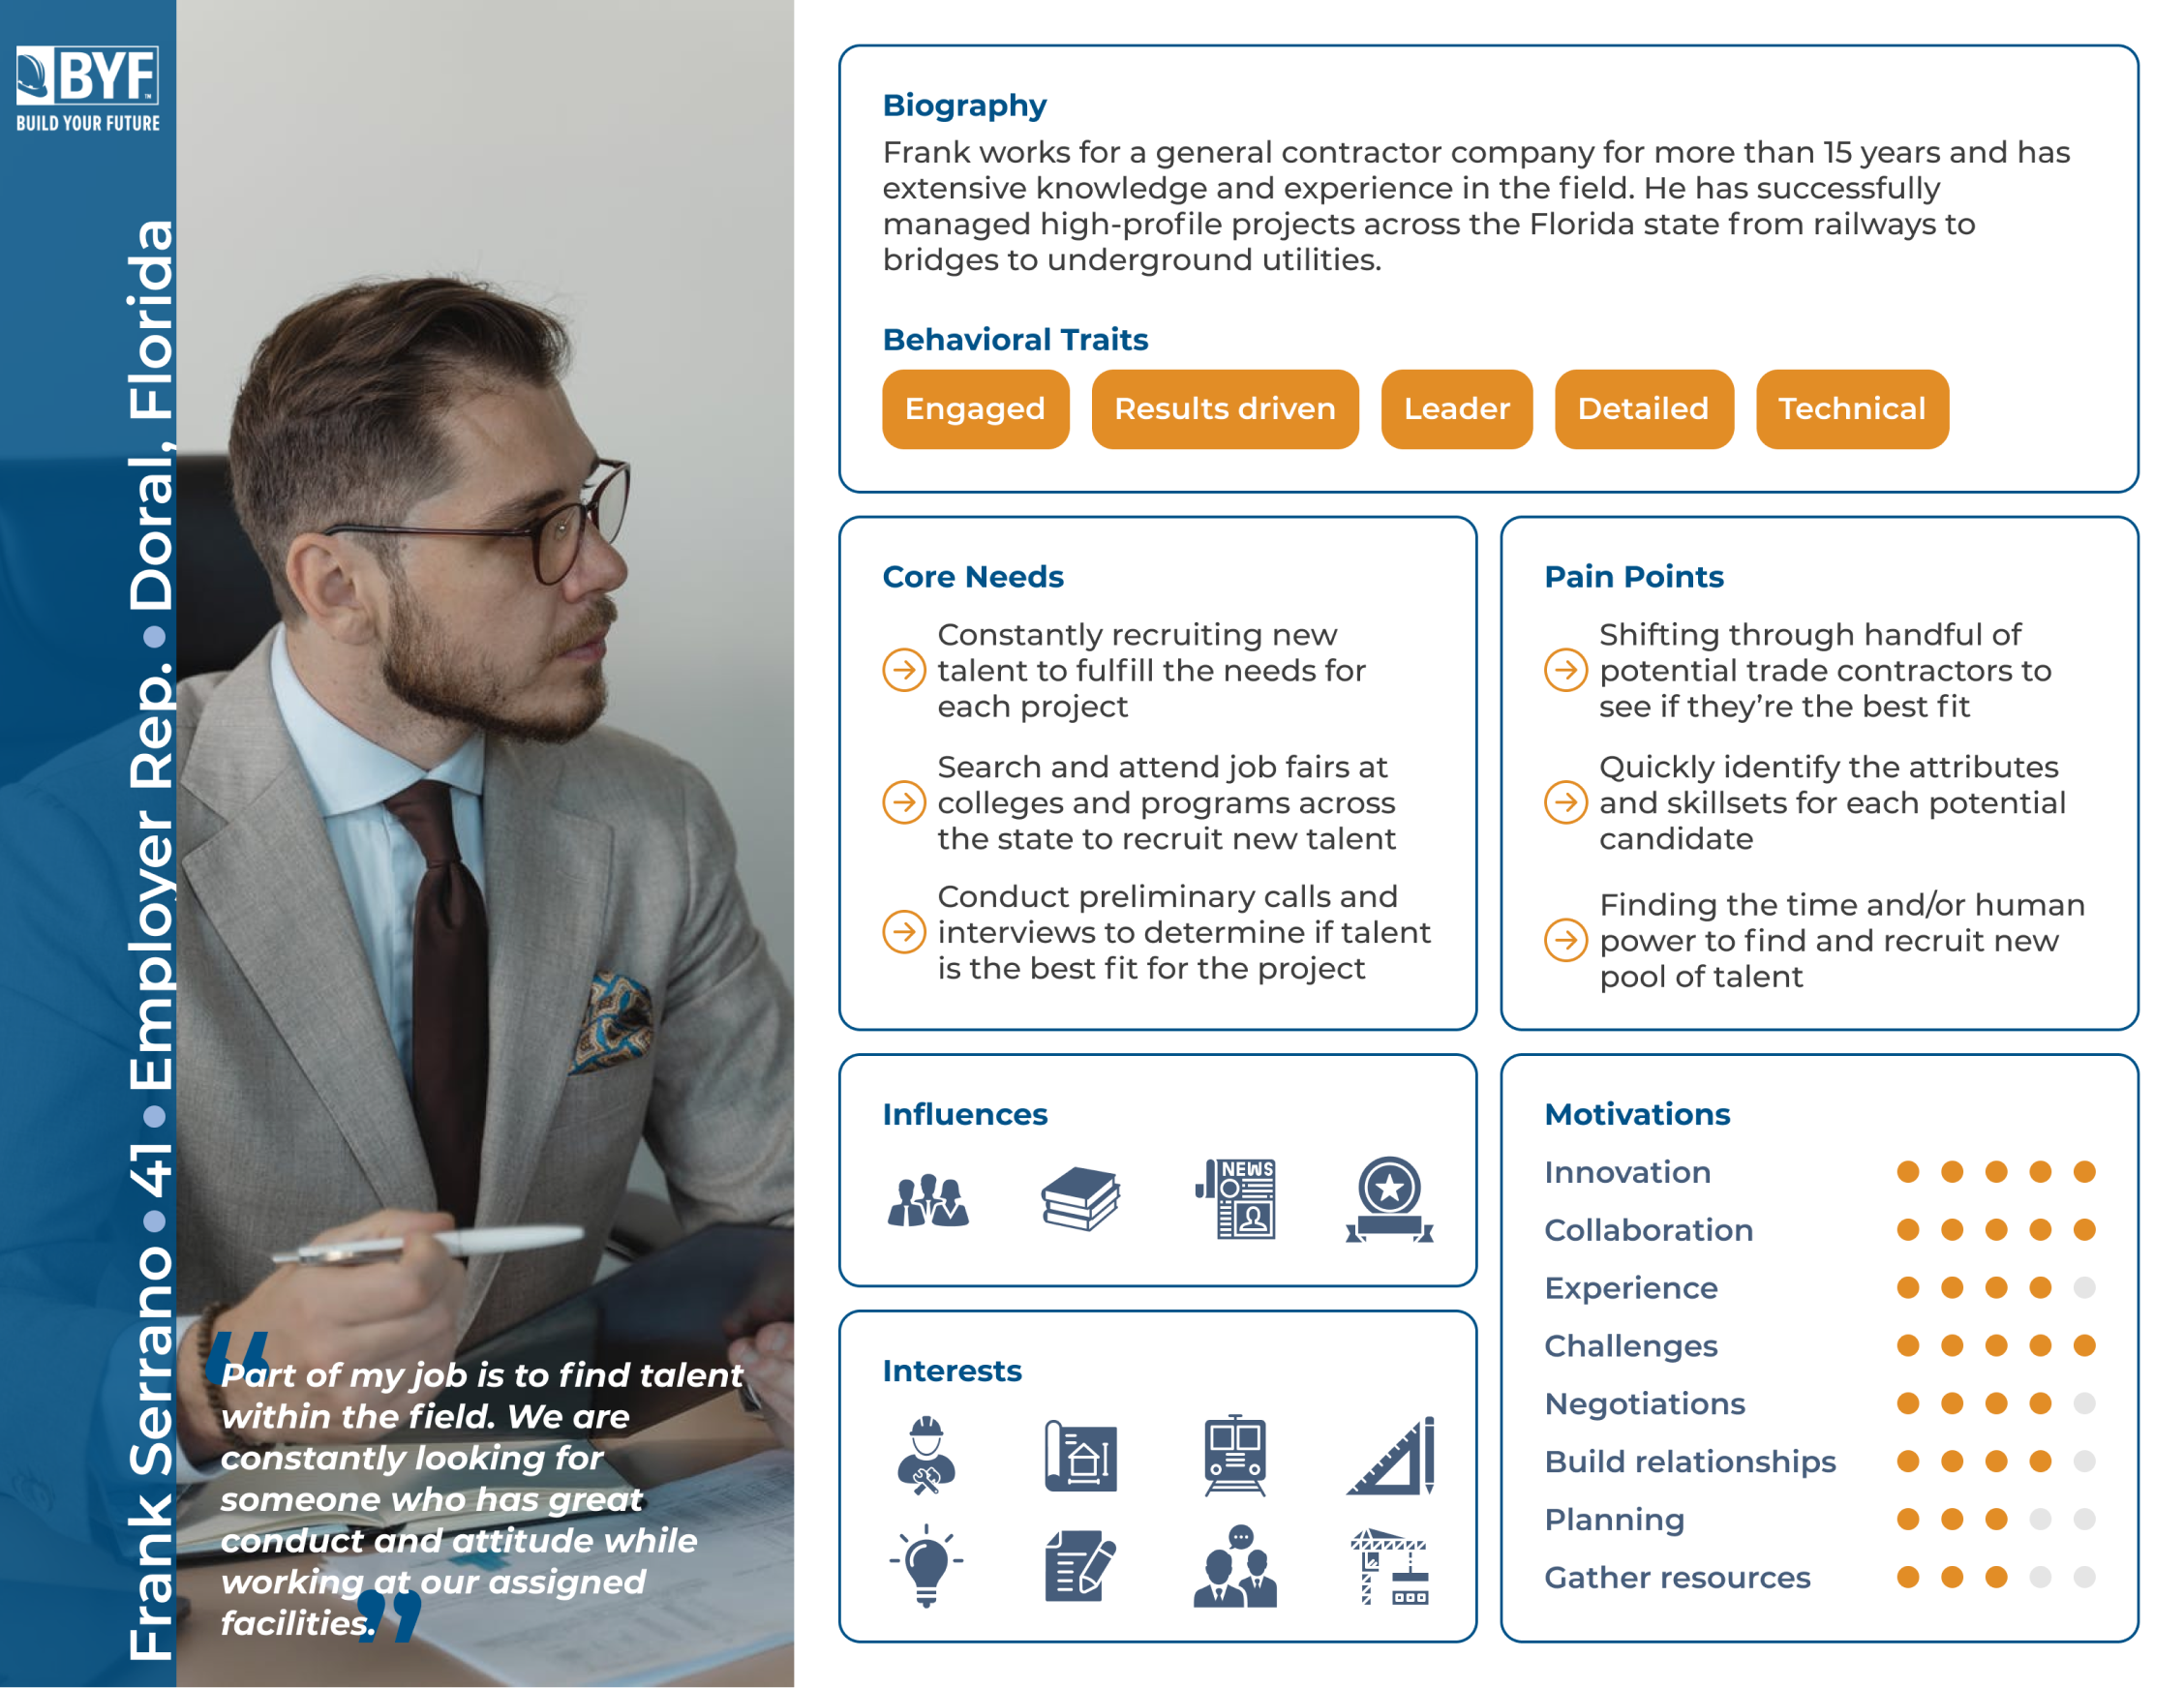 BYF
™
BUILD YOUR FUTURE
Frank Serrano • 41 • Employer Rep. • Doral, Florida
“Part of my job is to find talent
within the field. We are
constantly looking for
someone who has great
conduct and attitude while
working at our assigned
facilities.”
Biography
Frank works for a general contractor company for more than 15 years and has
extensive knowledge and experience in the field. He has successfully
managed high-profile projects across the Florida state from railways to
bridges to underground utilities.
Behavioral Traits
Engaged
Results driven
Leader
Detailed
Technical
Core Needs
Constantly recruiting new
talent to fulfill the needs for
each project
Search and attend job fairs at
colleges and programs across
the state to recruit new talent
Conduct preliminary calls and
interviews to determine if talent
is the best fit for the project
Pain Points
Shifting through handful of
potential trade contractors to
see if they’re the best fit
Quickly identify the attributes
and skillsets for each potential
candidate
Finding the time and/or human
power to find and recruit new
pool of talent
Influences
NEWS
Interests
Motivations
Innovation
Collaboration
Experience
Challenges
Negotiations
Build relationships
Planning
Gather resources